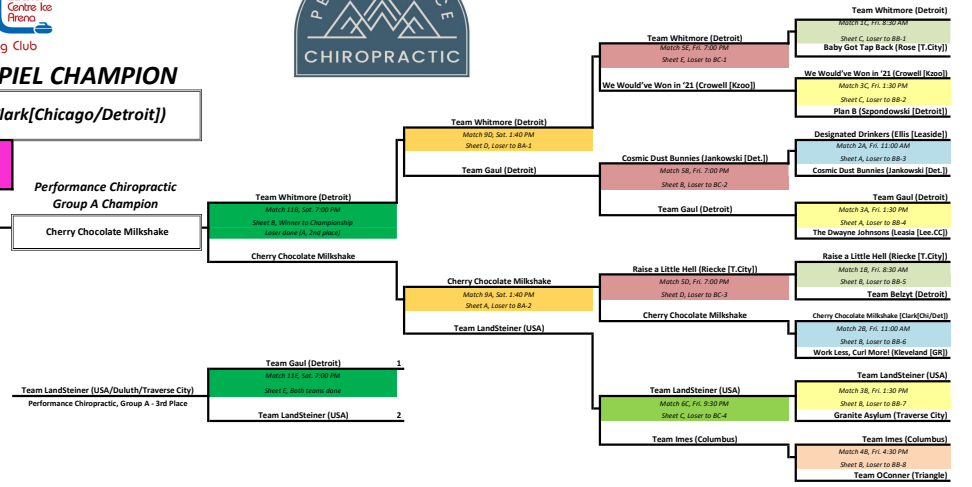 Centre Ice
Arena
g Club
CHIROPRACTIC
PIEL CHAMPION
lark[Chicago/Detroit])
Performance Chiropractic
Group A Champion
Cherry Chocolate Milkshake
Team Whitmore (Detroit)
Match 11B, Sat. 7:00 PM
Sheet B, Winner to Championship
Loser done (A, 2nd place)
Cherry Chocolate Milkshake
Team Gaul (Detroit) 1
Match 11E, Sat. 7:00 PM
Sheet E, Both teams done
Team LandSteiner (USA) 2
Team LandSteiner (USA/Duluth/Traverse City)
Performance Chiropractic, Group A - 3rd Place
Team Whitmore (Detroit)
Match 9D, Sat. 1:40 PM
Sheet D, Loser to BA-1
Team Gaul (Detroit)
Cherry Chocolate Milkshake
Match 9A, Sat. 1:40 PM
Sheet A, Loser to BA-2
Team LandSteiner (USA)
Team Whitmore (Detroit)
Match 5E, Fri. 7:00 PM
Sheet E, Loser to BC-1
We Would've Won in '21 (Crowell [Kzoo])
Cosmic Dust Bunnies (Jankowski [Det.])
Match 5B, Fri. 7:00 PM
Sheet B, Loser to BC-2
Team Gaul (Detroit)
Raise a Little Hell (Riecke [T.City])
Match 5D, Fri. 7:00 PM
Sheet D, Loser to BC-3
Cherry Chocolate Milkshake
Team LandSteiner (USA)
Match 6C, Fri. 9:30 PM
Sheet C, Loser to BC-4
Team Imes (Columbus)
Team Whitmore (Detroit)
Match 1C, Fri. 8:30 AM
Sheet C, Loser to BB-1
Baby Got Tap Back (Rose [T.City])
We Would've Won in '21 (Crowell [Kzoo])
Match 3C, Fri. 1:30 PM
Sheet C, Loser to BB-2
Plan B (Szpondowski [Detroit])
Designated Drinkers (Ellis [Leaside])
Match 2A, Fri. 11:00 AM
Sheet A, Loser to BB-3
Cosmic Dust Bunnies (Jankowski [Det.])
Team Gaul (Detroit)
Match 3A, Fri. 1:30 PM
Sheet A, Loser to BB-4
The Dwayne Johnsons (Leasia [Lee.CC])
Raise a Little Hell (Riecke [T.City])
Match 1B, Fri. 8:30 AM
Sheet B, Loser to BB-5
Team Belzyt (Detroit)
Cherry Chocolate Milkshake [Clark(Chi/Det)]
Match 2B, Fri. 11:00 AM
Sheet B, Loser to BB-6
Work Less, Curl More! (Kleveland [GR])
Team LandSteiner (USA)
Match 3B, Fri. 1:30 PM
Sheet B, Loser to BB-7
Granite Asylum (Traverse City)
Team Imes (Columbus)
Match 4B, Fri. 4:30 PM
Sheet B, Loser to BB-8
Team OConner (Triangle)